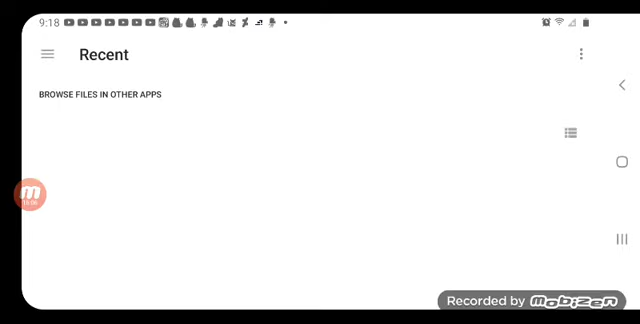 9:18
Recent
BROWSE FILES IN OTHER APPS
Recorded by MOBIZEN